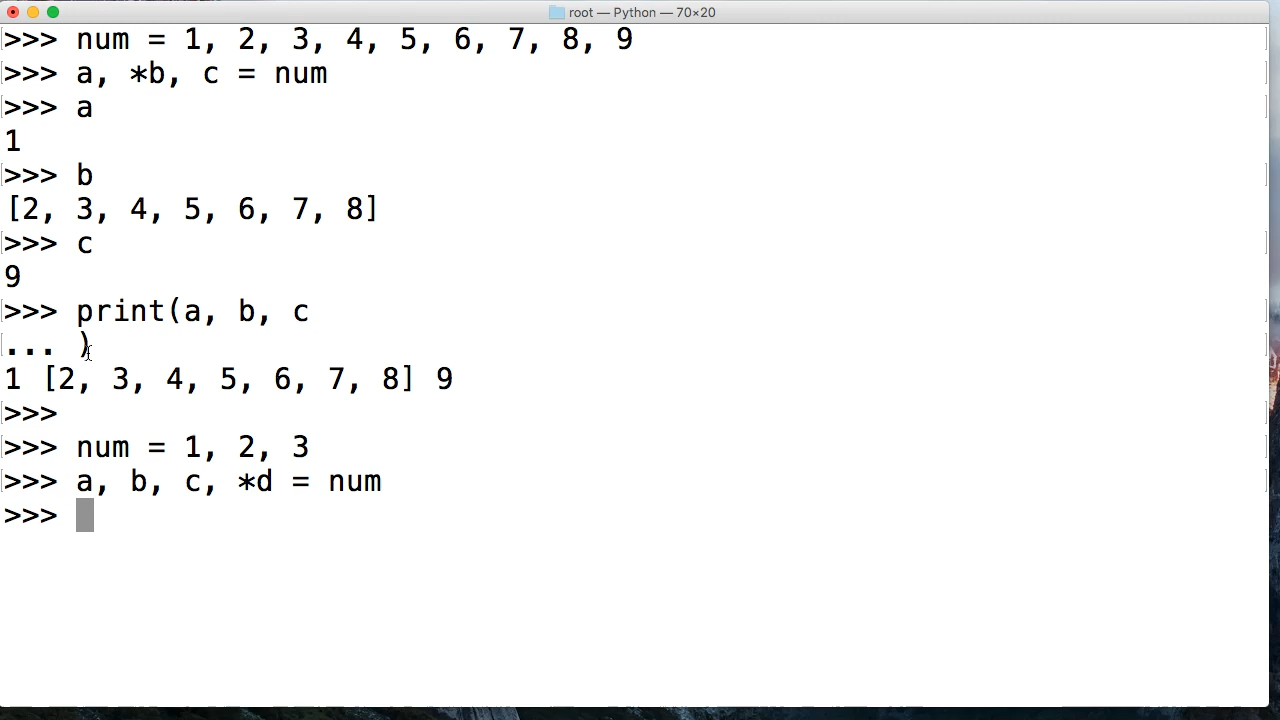 root — Python — 70×20
>>> num = 1, 2, 3, 4, 5, 6, 7, 8, 9
>>> a, *b, c = num
>>> a
1
>>> b
[2, 3, 4, 5, 6, 7, 8]
>>> c
9
>>> print(a, b, c
... )
1 [2, 3, 4, 5, 6, 7, 8] 9
>>>
>>> num = 1, 2, 3
>>> a, b, c, *d = num
>>>